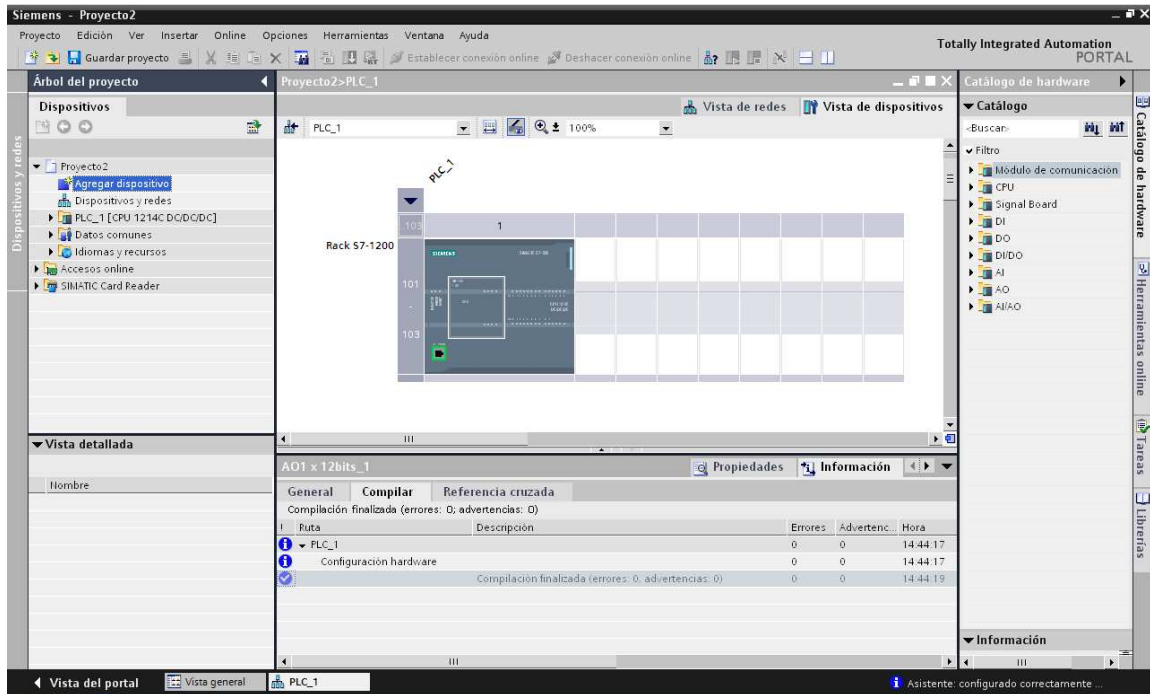 Siemens - Proyecto2
Proyecto Edición Ver Insertar Online Opciones Herramientas Ventana Ayuda
Guardar proyecto Establecer conexión online Deshacer conexión online
Totally Integrated Automation
PORTAL
Árbol del proyecto
Dispositivos
Proyecto2
Agregar dispositivo
Dispositivos y redes
PLC_1 [CPU 1214C DC/DC/DC]
Datos comunes
Idiomas y recursos
Accesos online
SIMATIC Card Reader
Dispositivos y redes
Vista detallada
Nombre
Proyecto2>PLC_1
Vista de redes Vista de dispositivos
PLC_1 100%
PLC_1
103 1
Rack S7-1200
SIEMENS
101
-
103
AO1 x 12bits_1
Propiedades Información
General Compilar Referencia cruzada
Compilación finalizada (errores: 0; advertencias: 0)
! Ruta Descripción Errores Advertenc... Hora
PLC_1 0 0 14:44:17
Configuración hardware 0 0 14:44:17
Compilación finalizada (errores: 0, advertencias: 0) 0 0 14:44:19
Catálogo de hardware
Catálogo
<Buscar>
Filtro
Módulo de comunicación
CPU
Signal Board
DI
DO
DI/DO
AI
AO
AI/AO
Información
Catálogo de hardware
Herramientas online
Tareas
Librerías
Vista del portal Vista general PLC_1 Asistente: configurado correctamente ...